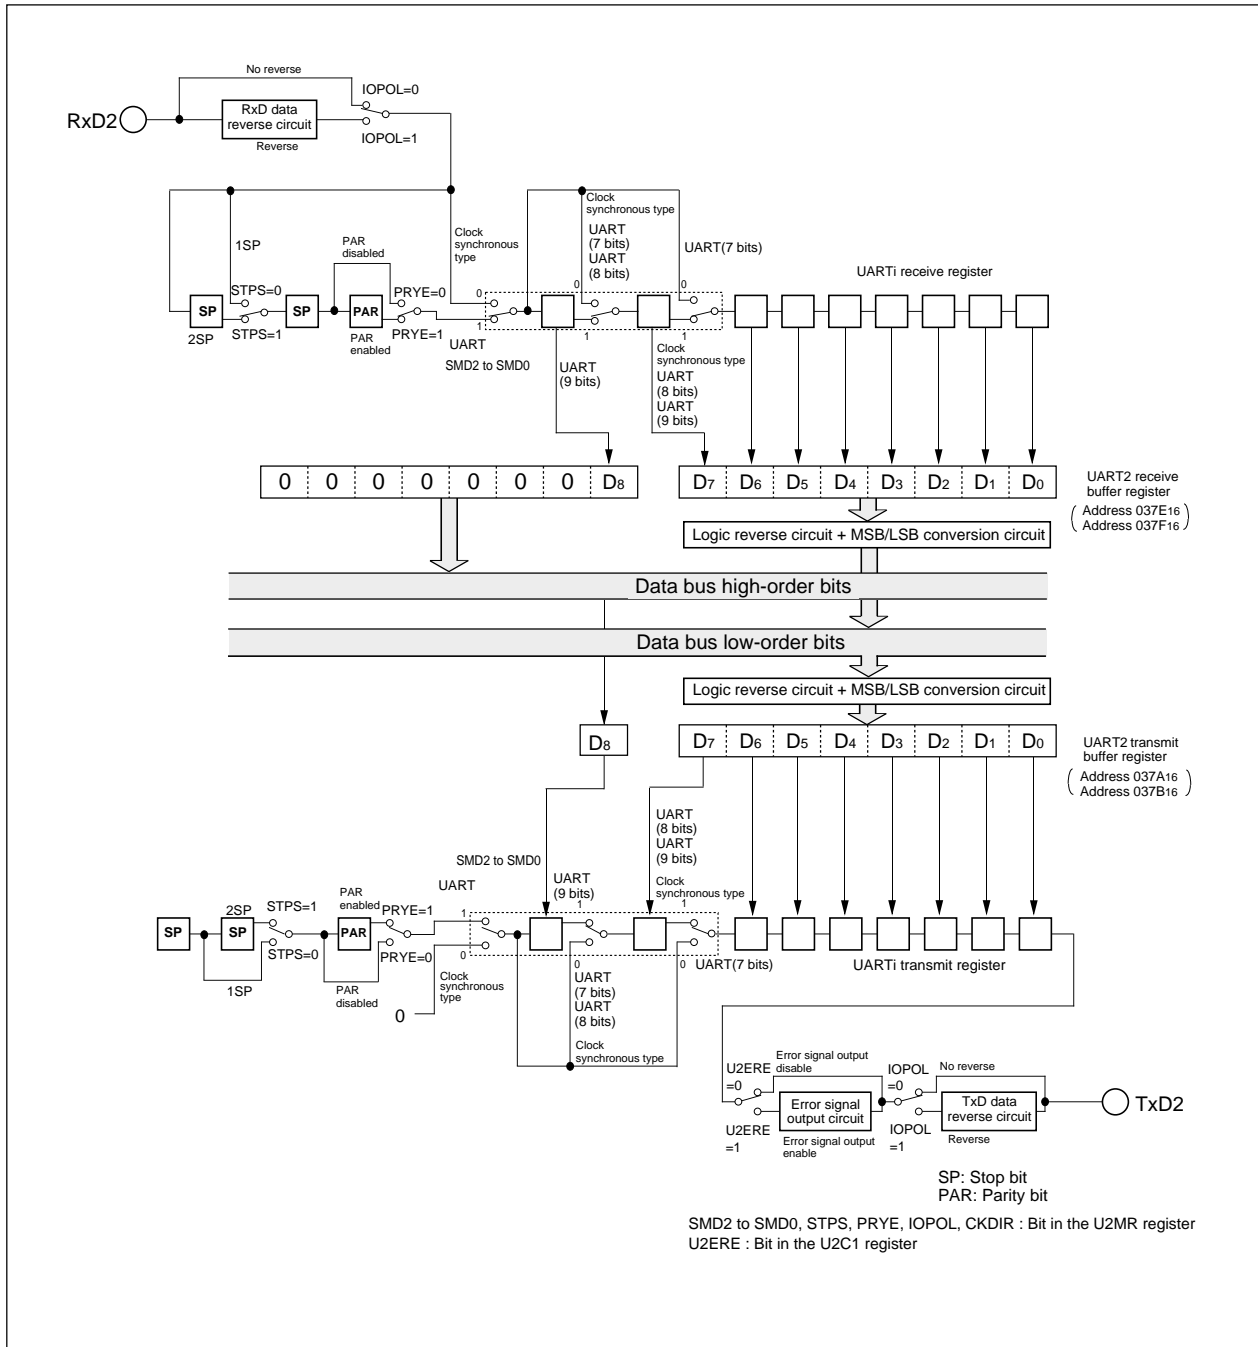 No reverse
IOPOL=0
RxD2
RxD data
reverse circuit
IOPOL=1
Reverse
1SP
PAR
disabled
Clock
synchronous
type
Clock
synchronous type
UART
(7 bits)
UART
(8 bits)
UART(7 bits)
UARTi receive register
STPS=0
PRYE=0
0
0
0
SP
SP
PAR
2SP
STPS=1
PAR
enabled
PRYE=1
1
UART
1
1
SMD2 to SMD0
UART
(9 bits)
Clock
synchronous type
UART
(8 bits)
UART
(9 bits)
0 0 0 0 0 0 0 D8
D7 D6 D5 D4 D3 D2 D1 D0
UART2 receive
buffer register
Address 037E16
Address 037F16
Logic reverse circuit + MSB/LSB conversion circuit
Data bus high-order bits
Data bus low-order bits
Logic reverse circuit + MSB/LSB conversion circuit
D8
D7 D6 D5 D4 D3 D2 D1 D0
UART2 transmit
buffer register
Address 037A16
Address 037B16
UART
(8 bits)
UART
(9 bits)
SMD2 to SMD0
UART
UART
(9 bits)
Clock
synchronous type
PAR
enabled
2SP
STPS=1
PRYE=1
1
1
1
SP
SP
PAR
STPS=0
PRYE=0
0
0
0
1SP
PAR
disabled
Clock
synchronous
type
0
UART
(7 bits)
UART
(8 bits)
UART(7 bits)
UARTi transmit register
Clock
synchronous type
U2ERE
=0
Error signal output
disable
IOPOL
=0
No reverse
Error signal
output circuit
TxD data
reverse circuit
TxD2
U2ERE
=1
Error signal output
enable
IOPOL
=1
Reverse
SP: Stop bit
PAR: Parity bit
SMD2 to SMD0, STPS, PRYE, IOPOL, CKDIR : Bit in the U2MR register
U2ERE : Bit in the U2C1 register